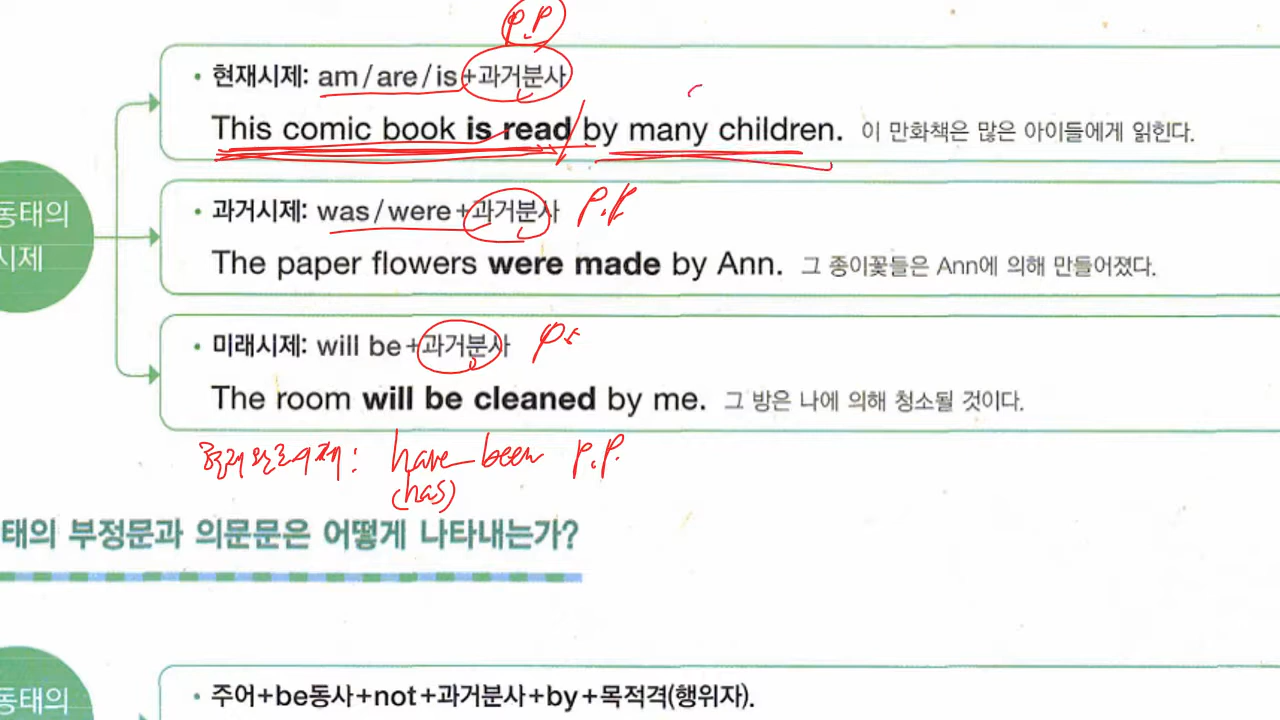 p.p
• 현재시제: am/are/is+과거분사
This comic book is read by many children. 이 만화책은 많은 아이들에게 읽힌다.
동태의
시제
• 과거시제: was/were+과거분사 p.p
The paper flowers were made by Ann. 그 종이꽃들은 Ann에 의해 만들어졌다.
• 미래시제: will be+과거분사
The room will be cleaned by me. 그 방은 나에 의해 청소될 것이다.
현재완료시제: have been p.p.
(has)
태의 부정문과 의문문은 어떻게 나타내는가?
동태의
• 주어+be동사+not+과거분사+by+목적격(행위자).